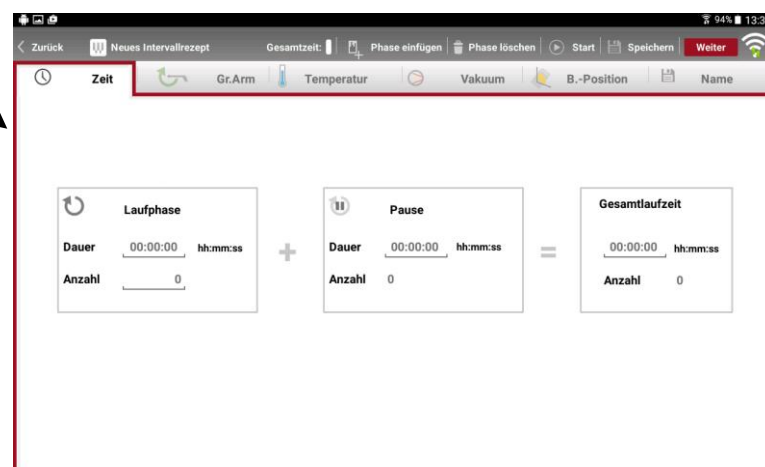 94% 13:3
Zurück Neues Intervallrezept Gesamtzeit: Phase einfügen Phase löschen Start Speichern Weiter
Zeit Gr.Arm Temperatur Vakuum B.-Position Name
Laufphase Pause Gesamtlaufzeit
Dauer 00:00:00 hh:mm:ss + Dauer 00:00:00 hh:mm:ss = 00:00:00 hh:mm:ss
Anzahl 0 Anzahl 0 Anzahl 0